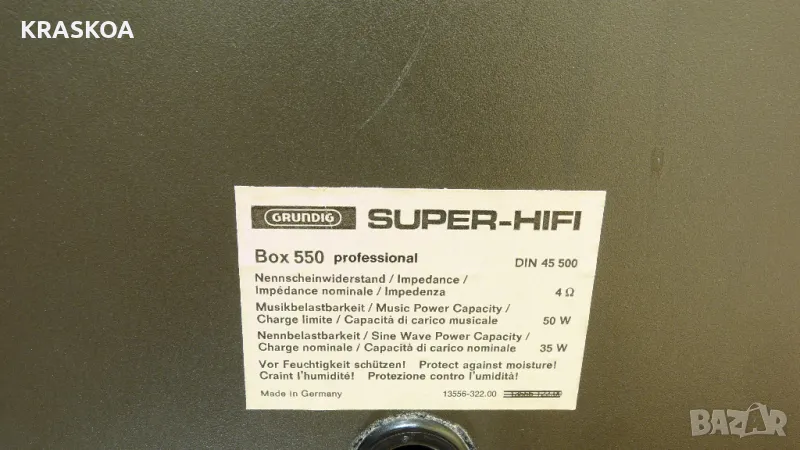 KRASKOA
GRUNDIG SUPER-HIFI
Box 550 professional DIN 45 500
Nennscheinwiderstand / Impedance /
Impédance nominale / Impedenza 4 Ω
Musikbelastbarkeit / Music Power Capacity /
Charge limite / Capacità di carico musicale 50 W
Nennbelastbarkeit / Sine Wave Power Capacity /
Charge nominale / Capacità di carico nominale 35 W
Vor Feuchtigkeit schützen! Protect against moisture!
Craint l'humidité! Protezione contro l'umidità!
Made in Germany 13556-322.00
BAZAR